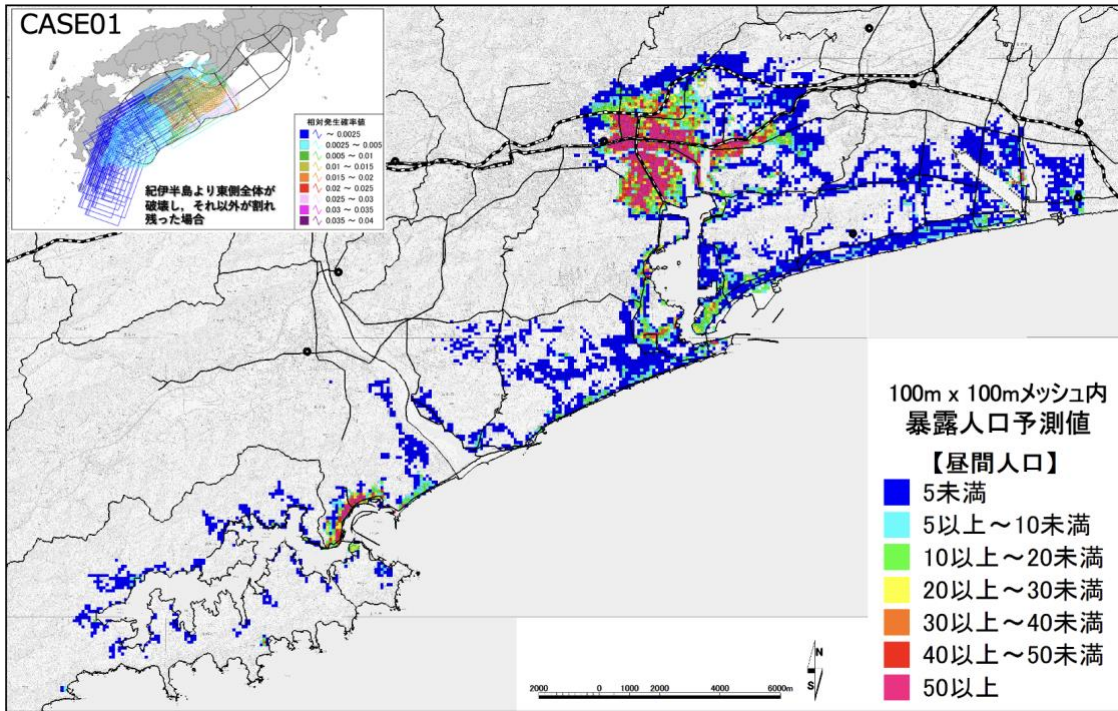 CASE01
相対発生確率値
～ 0.0025
0.0025 ～ 0.005
0.005 ～ 0.01
0.01 ～ 0.015
0.015 ～ 0.02
0.02 ～ 0.025
0.025 ～ 0.03
0.03 ～ 0.035
0.035 ～ 0.04
紀伊半島より東側全体が
破壊し、それ以外が割れ
残った場合
100m x 100mメッシュ内
暴露人口予測値
【昼間人口】
5未満
5以上～10未満
10以上～20未満
20以上～30未満
30以上～40未満
40以上～50未満
50以上
2000 0 1000 2000 4000 6000m
N
S